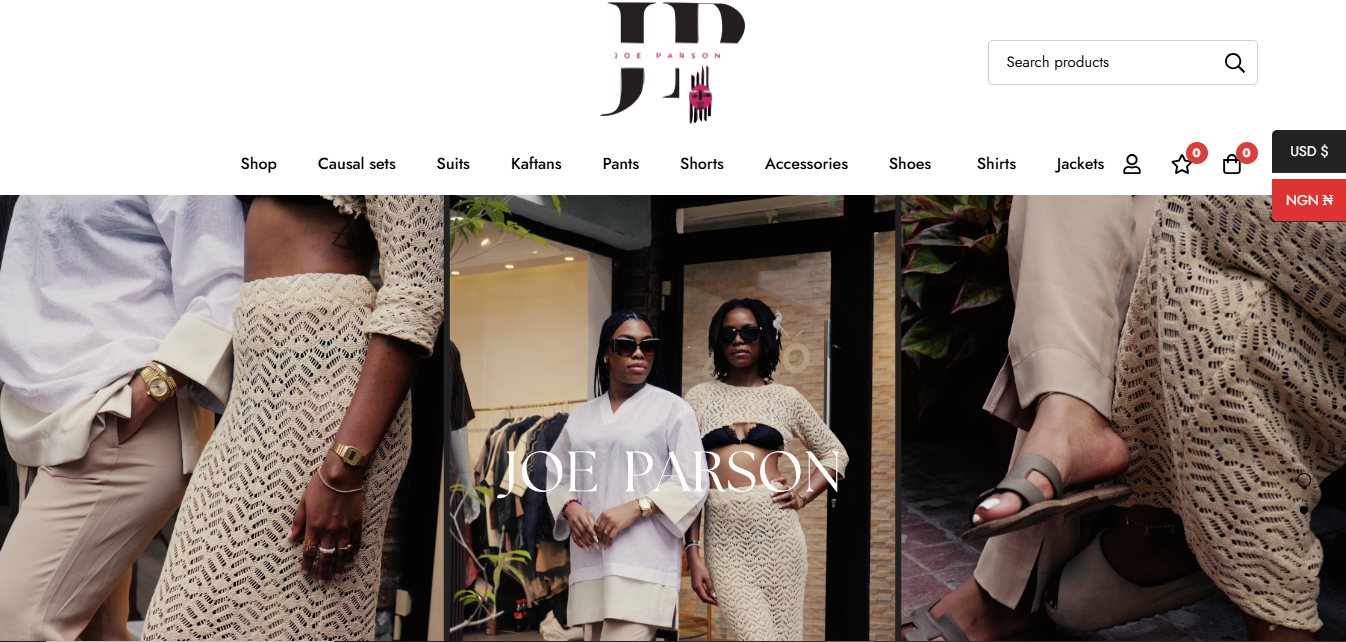 JP
JOE PARSON
Search products
USD $
Shop Causal sets Suits Kaftans Pants Shorts Accessories Shoes Shirts Jackets 0 0
NGN ₦
JOE PARSON